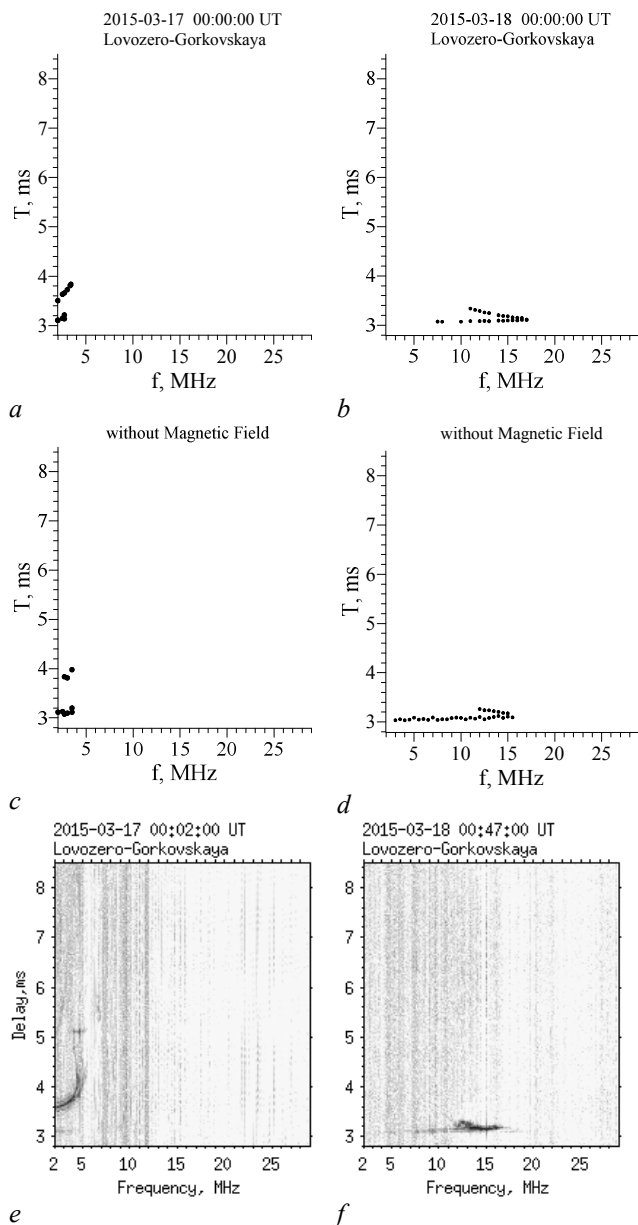 2015-03-17 00:00:00 UT
Lovozero-Gorkovskaya
2015-03-18 00:00:00 UT
Lovozero-Gorkovskaya
8
7
6
5
4
3
T, ms
5 10 15 20 25
f, MHz
a
8
7
6
5
4
3
T, ms
5 10 15 20 25
f, MHz
b
without Magnetic Field
8
7
6
5
4
3
T, ms
5 10 15 20 25
f, MHz
c
without Magnetic Field
8
7
6
5
4
3
T, ms
5 10 15 20 25
f, MHz
d
2015-03-17 00:02:00 UT
Lovozero-Gorkovskaya
8
7
6
5
4
3
Delay,ms
2 5 10 15 20 25
Frequency, MHz
e
2015-03-18 00:47:00 UT
Lovozero-Gorkovskaya
8
7
6
5
4
3
2 5 10 15 20 25
Frequency, MHz
f